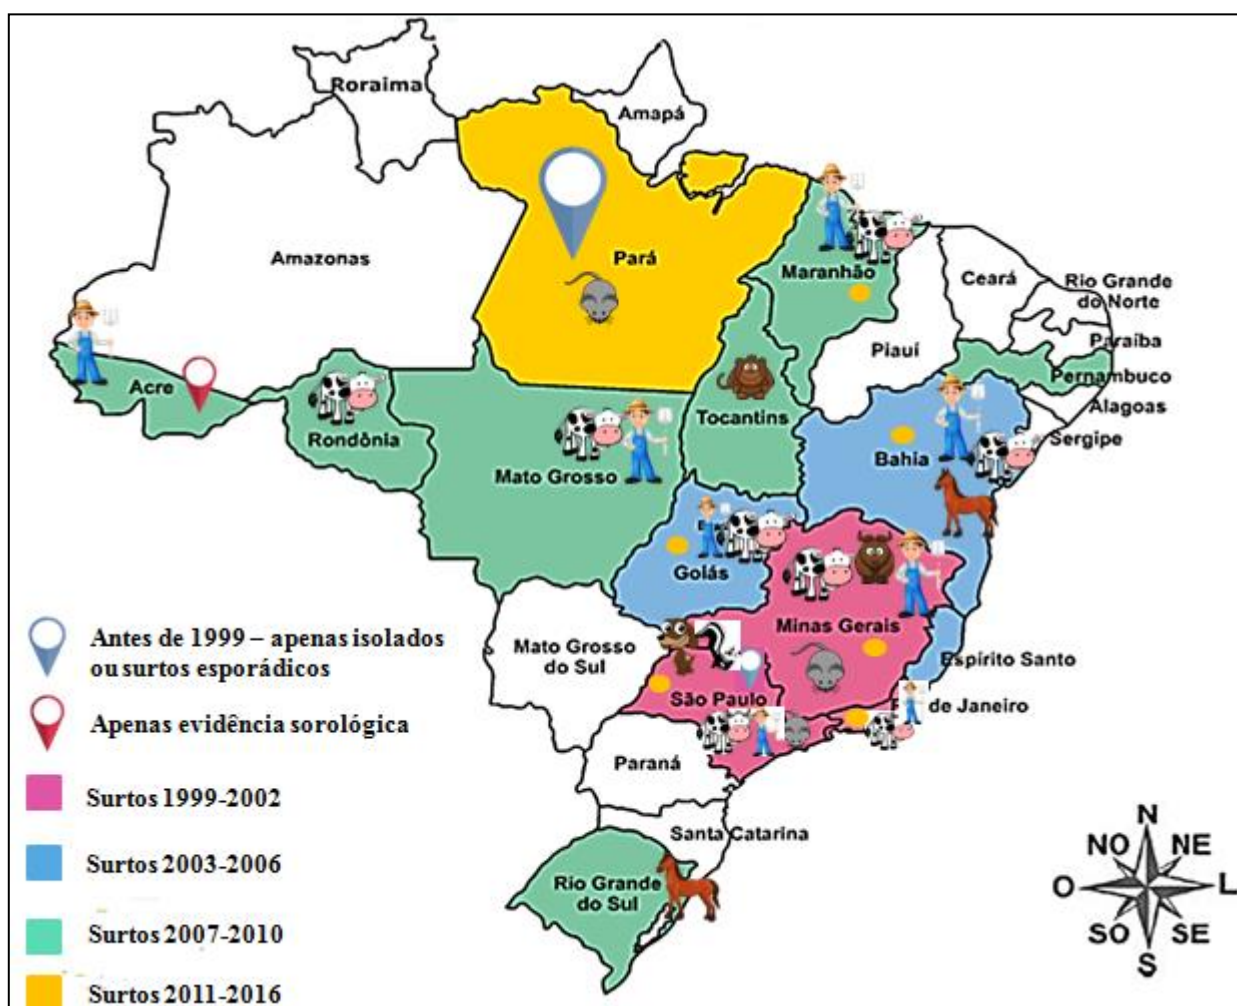 Roraima
Amapá
Amazonas
Pará
Maranhão
Ceará
Rio Grande
do Norte
Paraíba
Piauí
Pernambuco
Acre
Alagoas
Rondônia
Tocantins
Sergipe
Bahia
Mato Grosso
Goiás
Minas Gerais
Mato Grosso
do Sul
Espírito Santo
São Paulo
de Janeiro
Paraná
Santa Catarina
Rio Grande
do Sul
Antes de 1999 – apenas isolados
ou surtos esporádicos
Apenas evidência sorológica
Surtos 1999-2002
Surtos 2003-2006
Surtos 2007-2010
Surtos 2011-2016
N
NO
NE
O
L
SO
SE
S